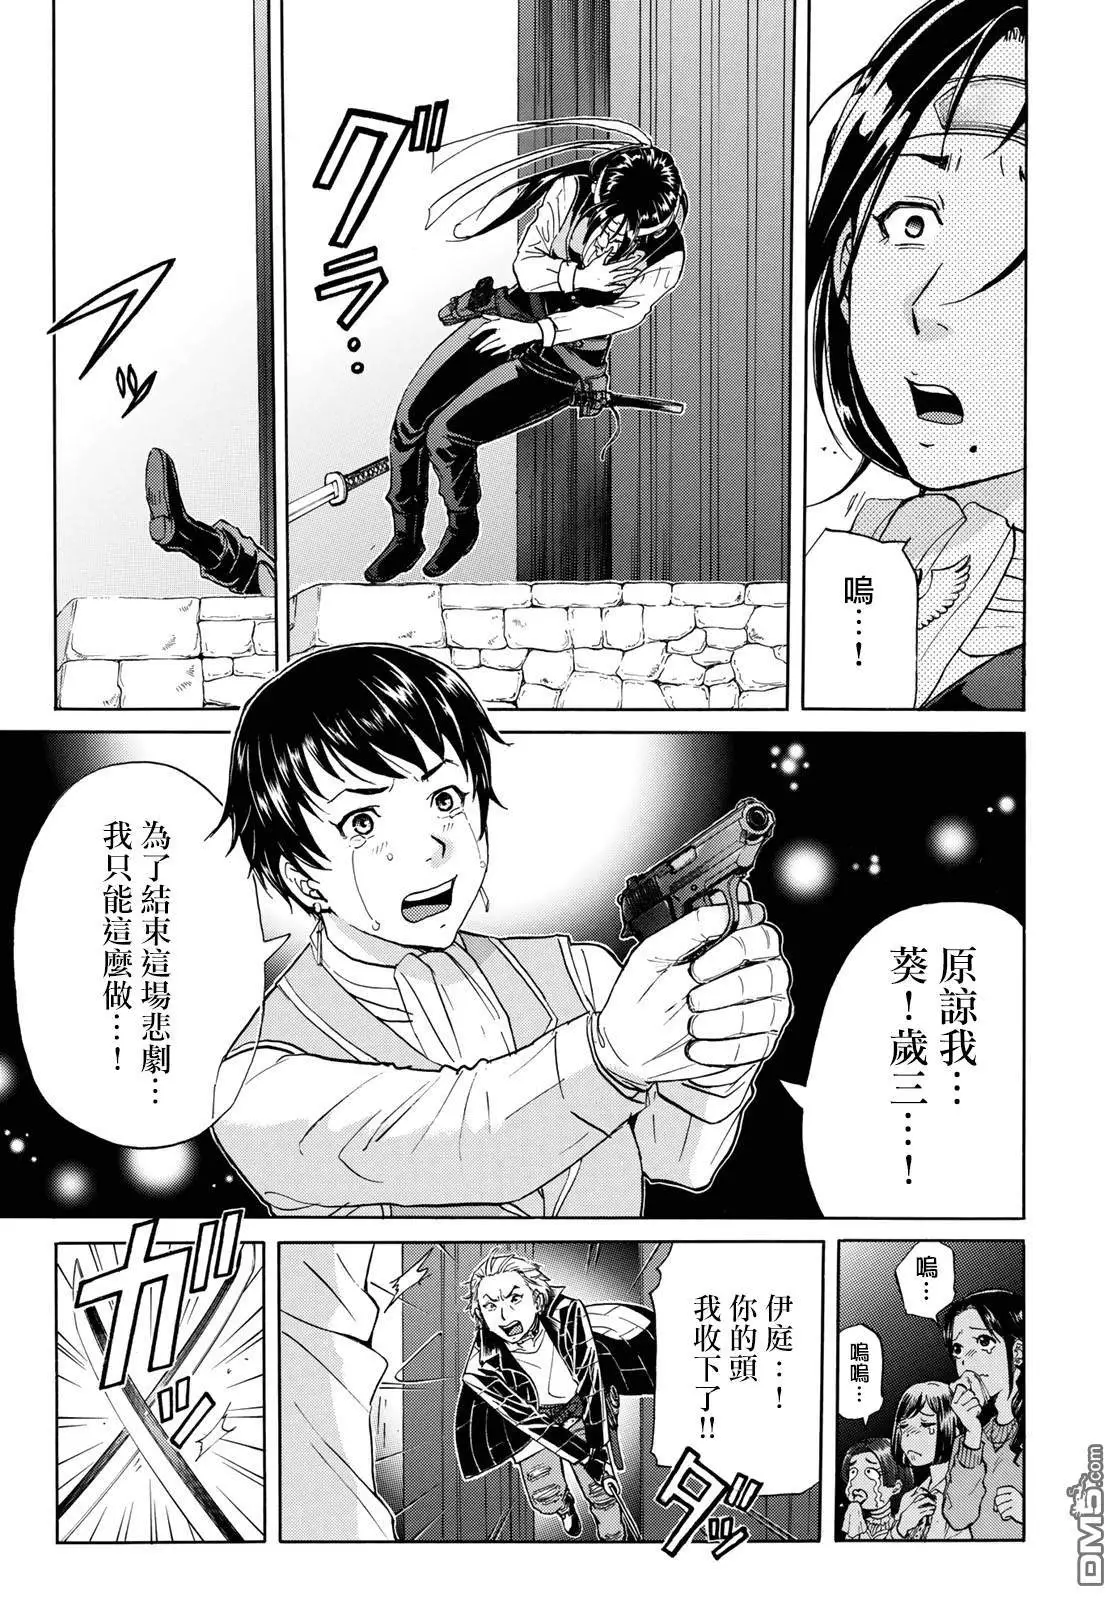 嗚…！
グ
ラ…
フッ
原諒我…
葵！歲三…！
為了結束這場悲劇…
我只能這麼做…！
嗚…
嗚嗚…
伊庭…！
你的頭
我收下了!!
ダッ
ガッ
DM5.com